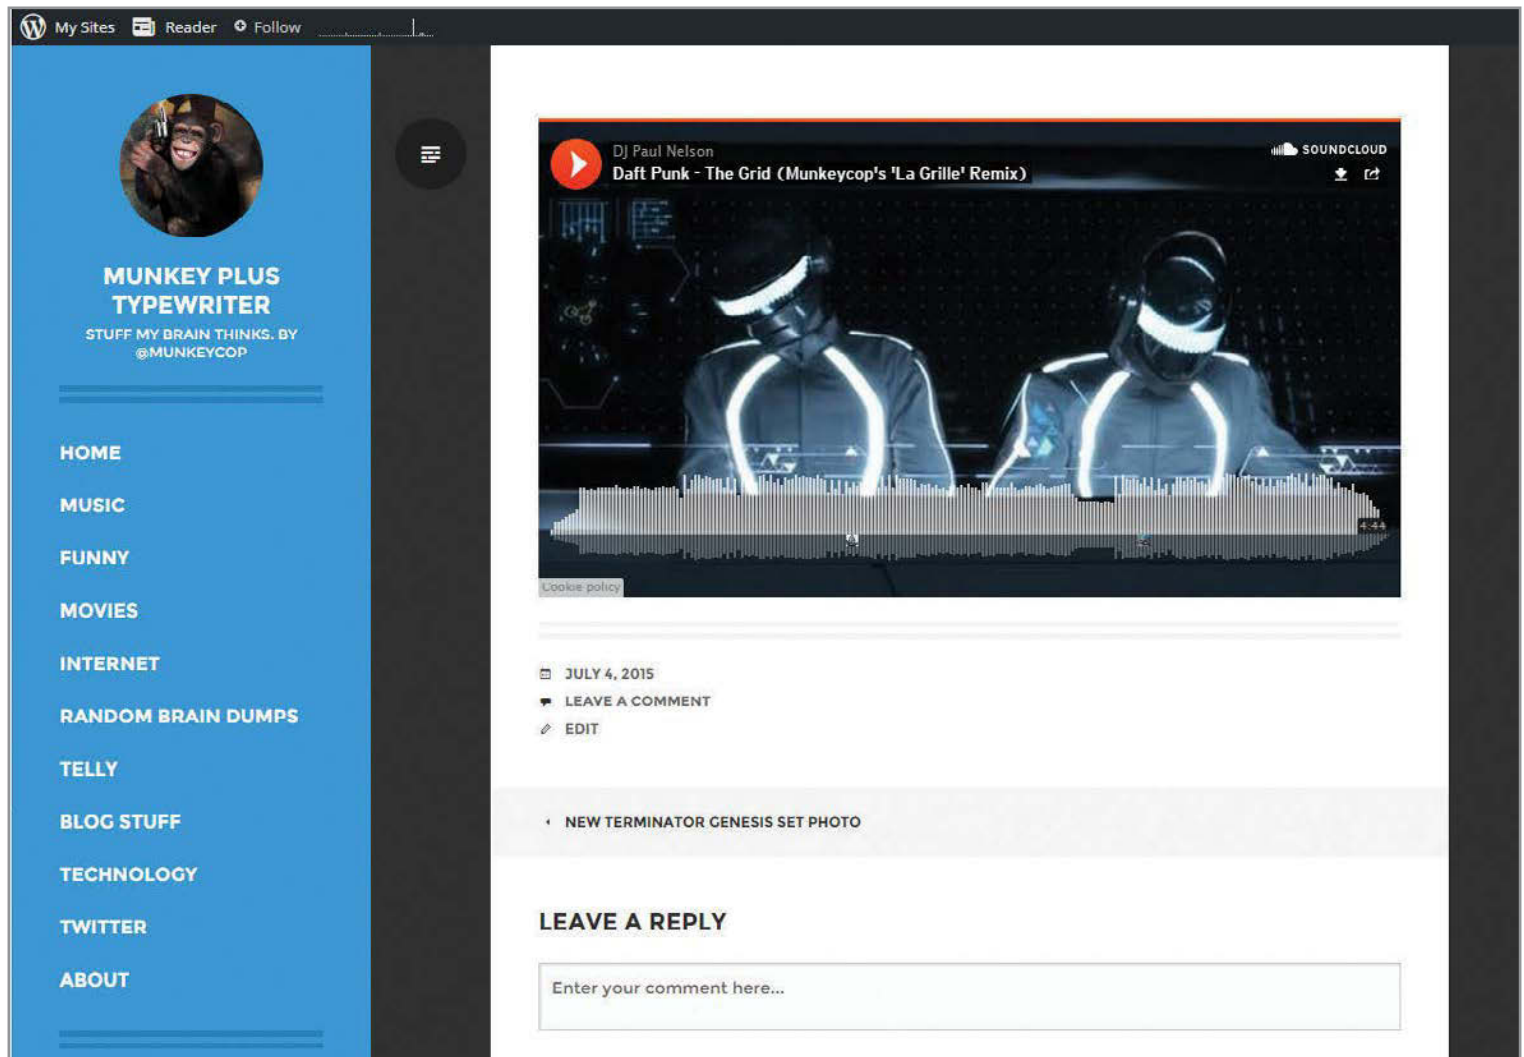 My Sites Reader Follow
MUNKEY PLUS
TYPEWRITER
STUFF MY BRAIN THINKS. BY
@MUNKEYCOP
HOME
MUSIC
FUNNY
MOVIES
INTERNET
RANDOM BRAIN DUMPS
TELLY
BLOG STUFF
TECHNOLOGY
TWITTER
ABOUT
DJ Paul Nelson
Daft Punk - The Grid (Munkeycop's 'La Grille' Remix)
SOUNDCLOUD
4:44
Cookie policy
JULY 4, 2015
LEAVE A COMMENT
EDIT
NEW TERMINATOR GENESIS SET PHOTO
LEAVE A REPLY
Enter your comment here...